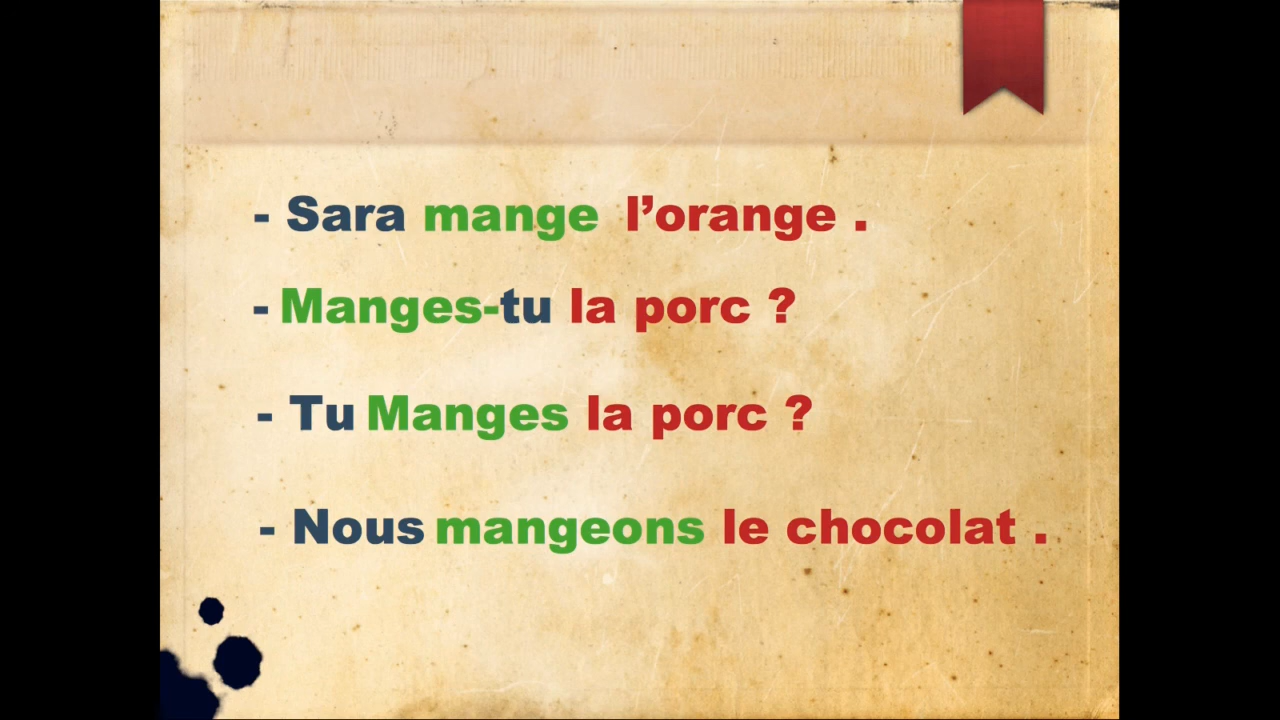 - Sara mange l’orange .
- Manges-tu la porc ?
- Tu Manges la porc ?
- Nous mangeons le chocolat .